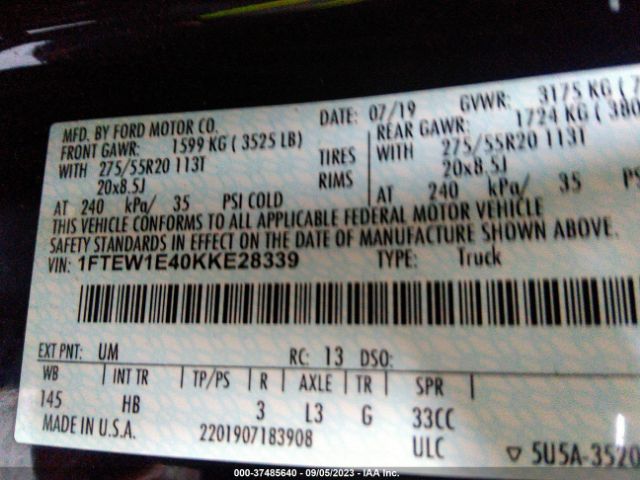 MFD. BY FORD MOTOR CO. DATE: 07/19 GVWR: 3175 KG
FRONT GAWR: 1599 KG ( 3525 LB) REAR GAWR: 1724 KG
WITH 275/55R20 113T TIRES WITH 275/55R20 113T
20x8.5J RIMS 20x8.5J
AT 240 kPa/ 35 PSI COLD AT 240 kPa/ 35
THIS VEHICLE CONFORMS TO ALL APPLICABLE FEDERAL MOTOR VEHICLE
SAFETY STANDARDS IN EFFECT ON THE DATE OF MANUFACTURE SHOWN ABOVE.
VIN: 1FTEW1E40KKE28339 TYPE: Truck
EXT PNT: UM RC: 13 DSO:
WB INT TR TP/PS R AXLE TR SPR
145 HB 3 L3 G 33CC
MADE IN U.S.A. 2201907183908 ULC 5U5A-3520
000-37485640 - 09/05/2023 - IAA Inc.